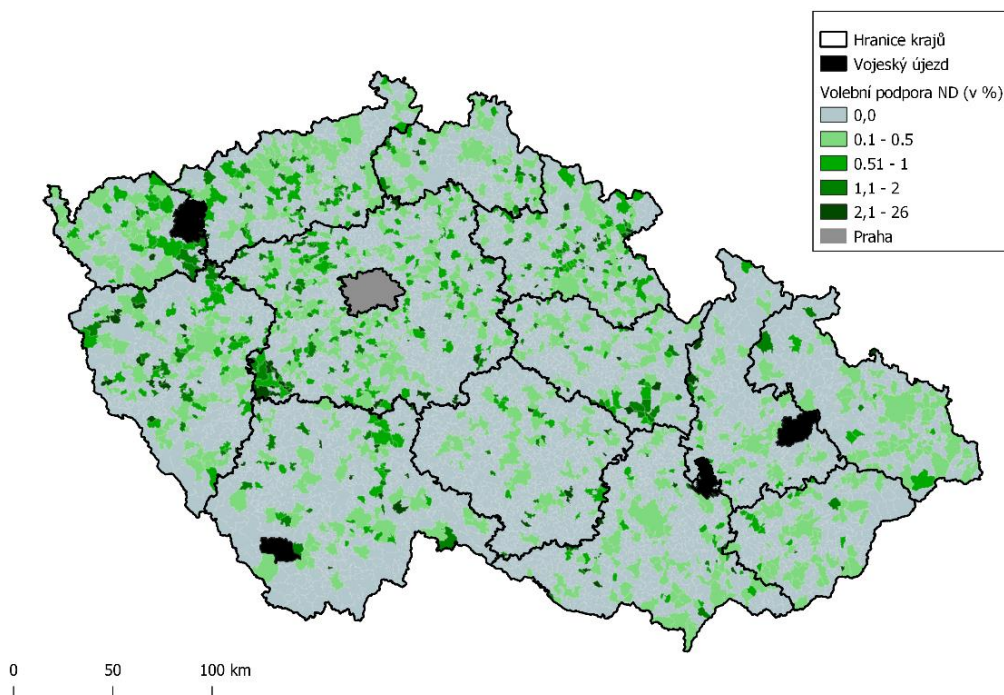 Hranice krajů
Vojeský újezd
Volební podpora ND (v %)
0,0
0.1 - 0.5
0.51 - 1
1,1 - 2
2,1 - 26
Praha
0 50 100 km